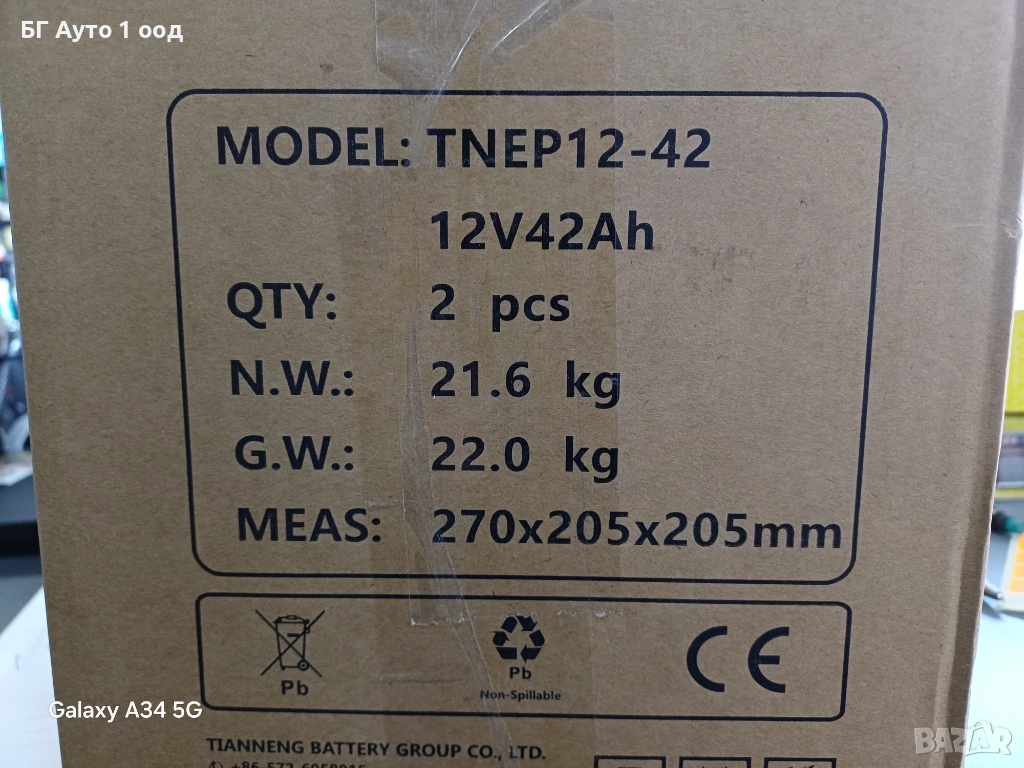 БГ Ауто 1 оод
MODEL: TNEP12-42
12V42Ah
QTY: 2 pcs
N.W.: 21.6 kg
G.W.: 22.0 kg
MEAS: 270x205x205mm
Pb
Pb
Non-Spillable
CE
Galaxy A34 5G
TIANNENG BATTERY GROUP CO., LTD.
BAZAR